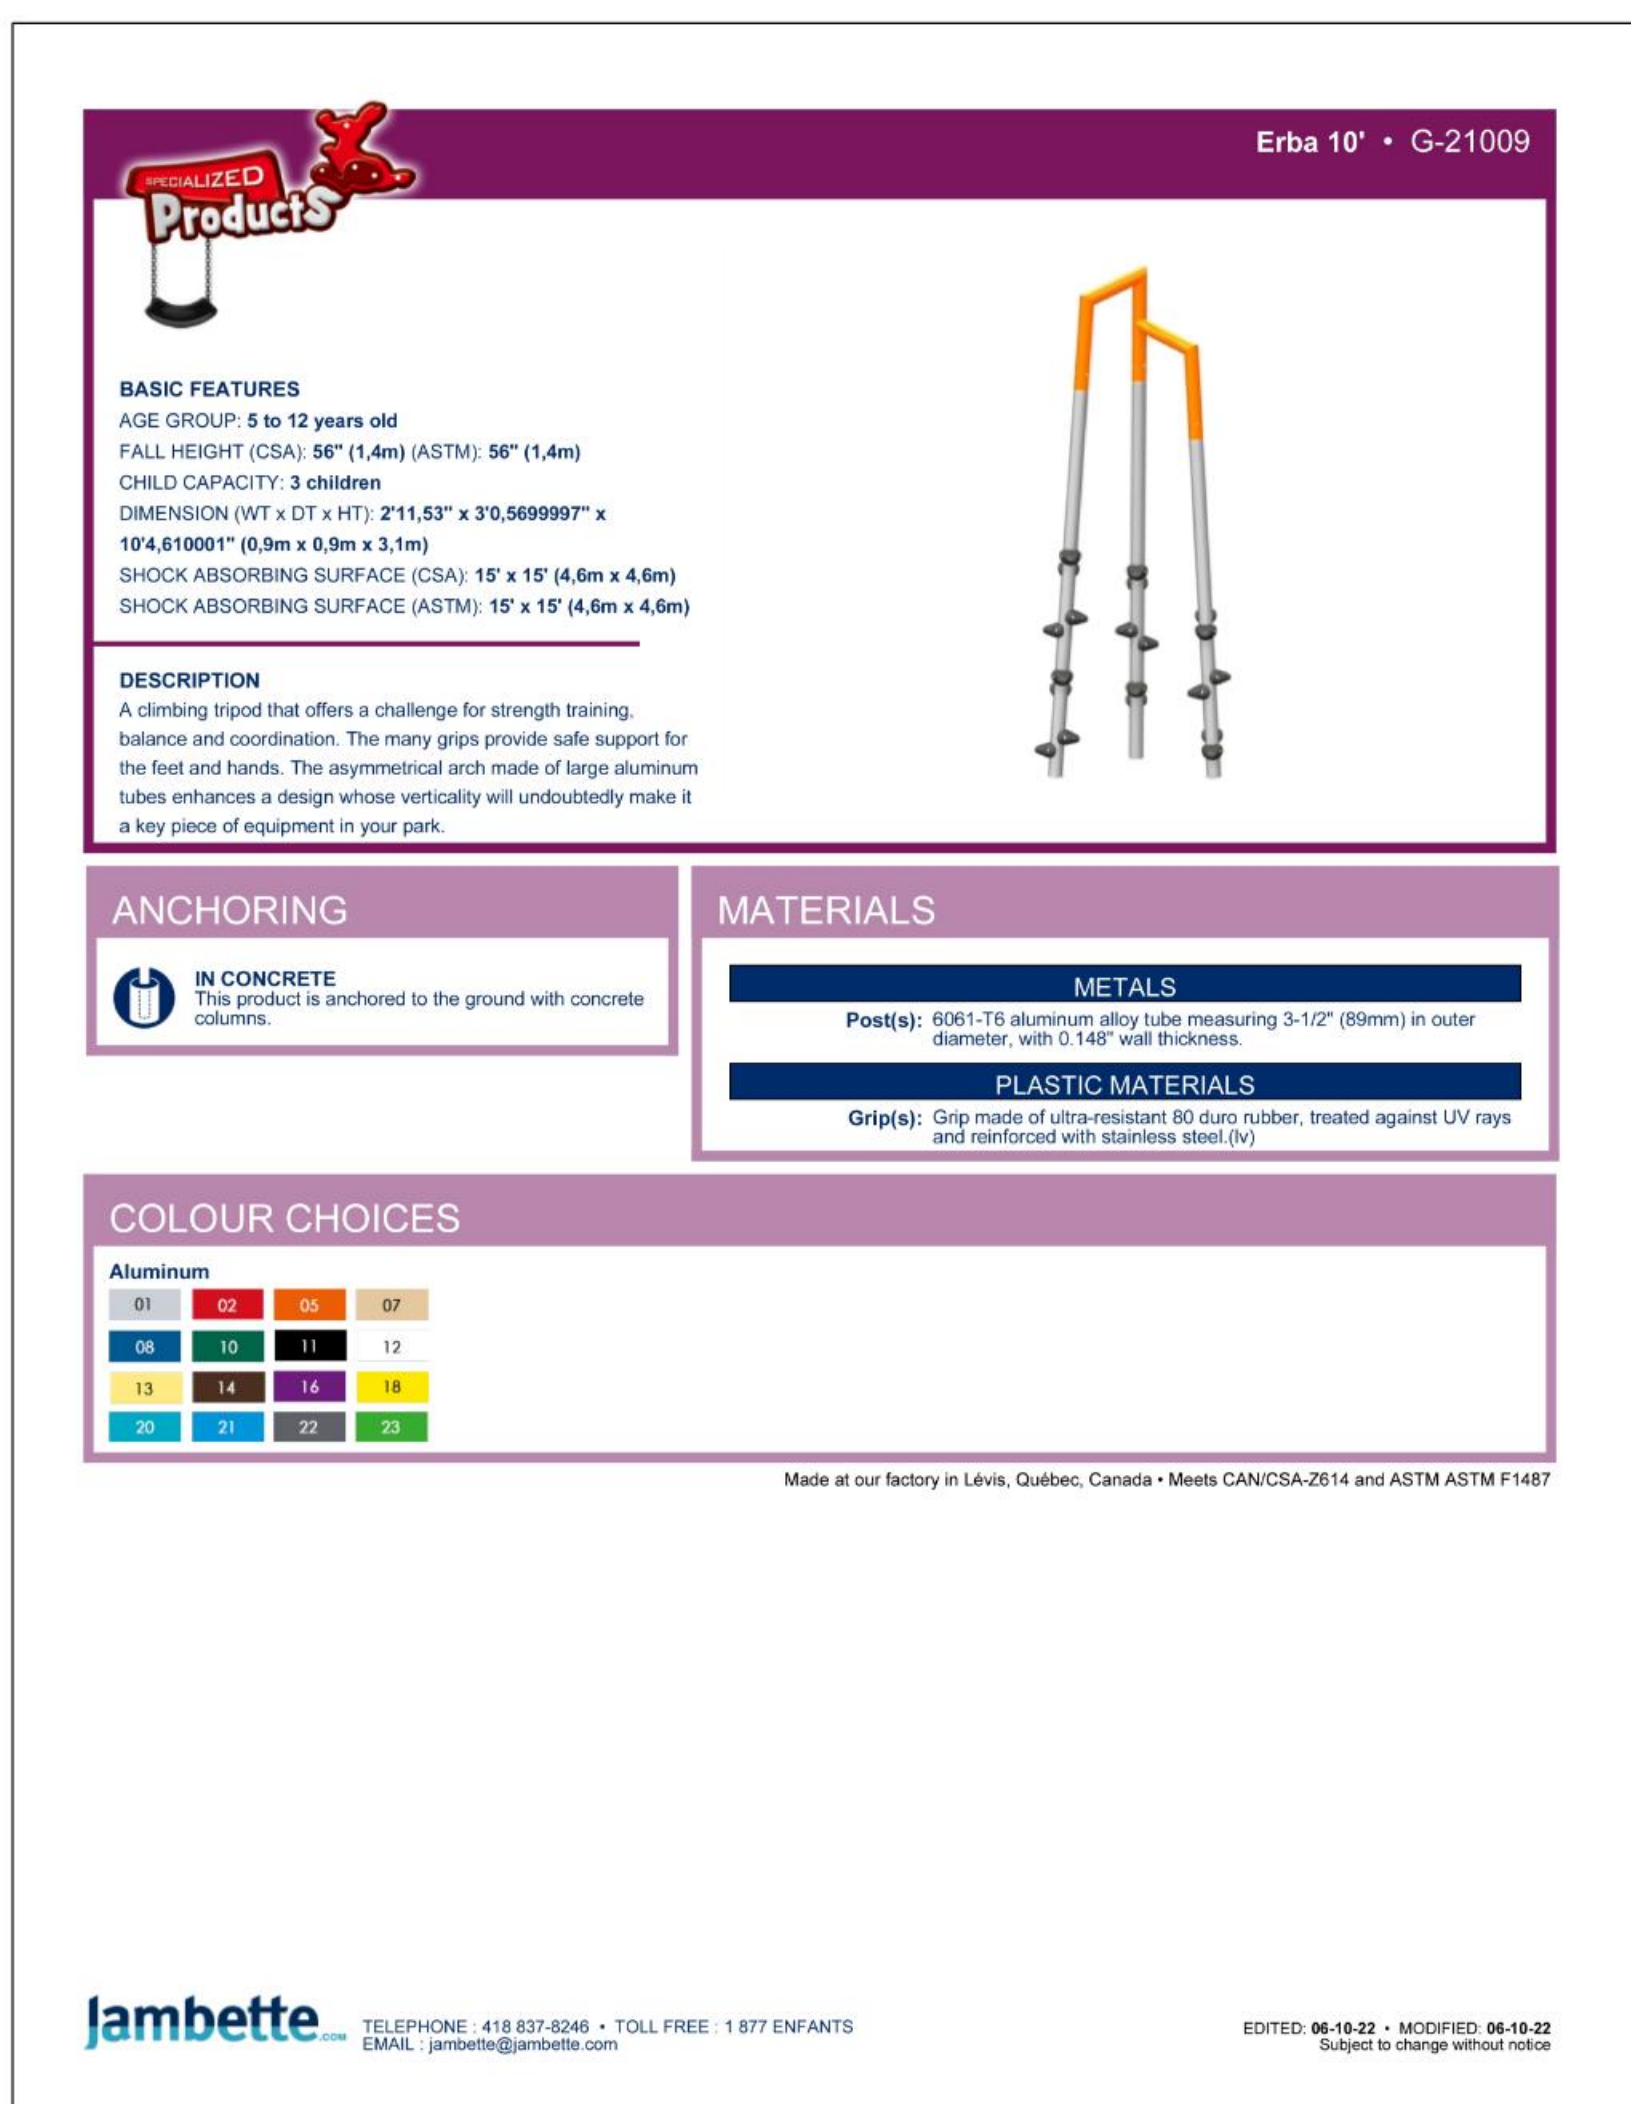 Erba 10' • G-21009
SPECIALIZED
Products
BASIC FEATURES
AGE GROUP: 5 to 12 years old
FALL HEIGHT (CSA): 56" (1,4m) (ASTM): 56" (1,4m)
CHILD CAPACITY: 3 children
DIMENSION (WT x DT x HT): 2'11,53" x 3'0,5699997" x
10'4,610001" (0,9m x 0,9m x 3,1m)
SHOCK ABSORBING SURFACE (CSA): 15' x 15' (4,6m x 4,6m)
SHOCK ABSORBING SURFACE (ASTM): 15' x 15' (4,6m x 4,6m)
DESCRIPTION
A climbing tripod that offers a challenge for strength training,
balance and coordination. The many grips provide safe support for
the feet and hands. The asymmetrical arch made of large aluminum
tubes enhances a design whose verticality will undoubtedly make it
a key piece of equipment in your park.
ANCHORING
IN CONCRETE
This product is anchored to the ground with concrete
columns.
MATERIALS
METALS
Post(s): 6061-T6 aluminum alloy tube measuring 3-1/2" (89mm) in outer
diameter, with 0.148" wall thickness.
PLASTIC MATERIALS
Grip(s): Grip made of ultra-resistant 80 duro rubber, treated against UV rays
and reinforced with stainless steel.(lv)
COLOUR CHOICES
Aluminum
01 02 05 07
08 10 11 12
13 14 16 18
20 21 22 23
Made at our factory in Lévis, Québec, Canada • Meets CAN/CSA-Z614 and ASTM ASTM F1487
Jambette.com
TELEPHONE : 418 837-8246 • TOLL FREE : 1 877 ENFANTS
EMAIL : jambette@jambette.com
EDITED: 06-10-22 • MODIFIED: 06-10-22
Subject to change without notice